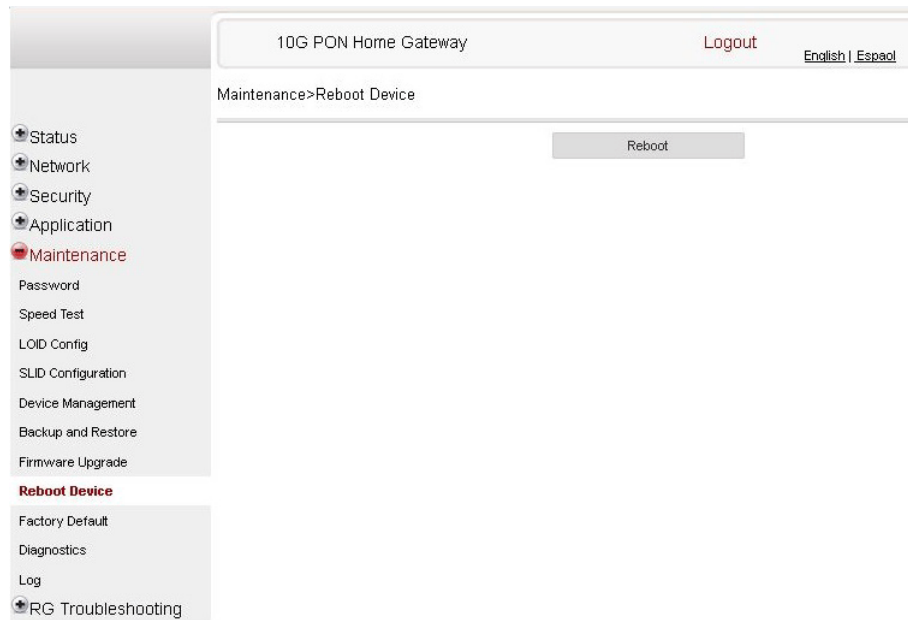 10G PON Home Gateway
Logout
English | Espaol
Maintenance>Reboot Device
Status
Network
Security
Application
Maintenance
Password
Speed Test
LOID Config
SLID Configuration
Device Management
Backup and Restore
Firmware Upgrade
Reboot Device
Factory Default
Diagnostics
Log
RG Troubleshooting
Reboot